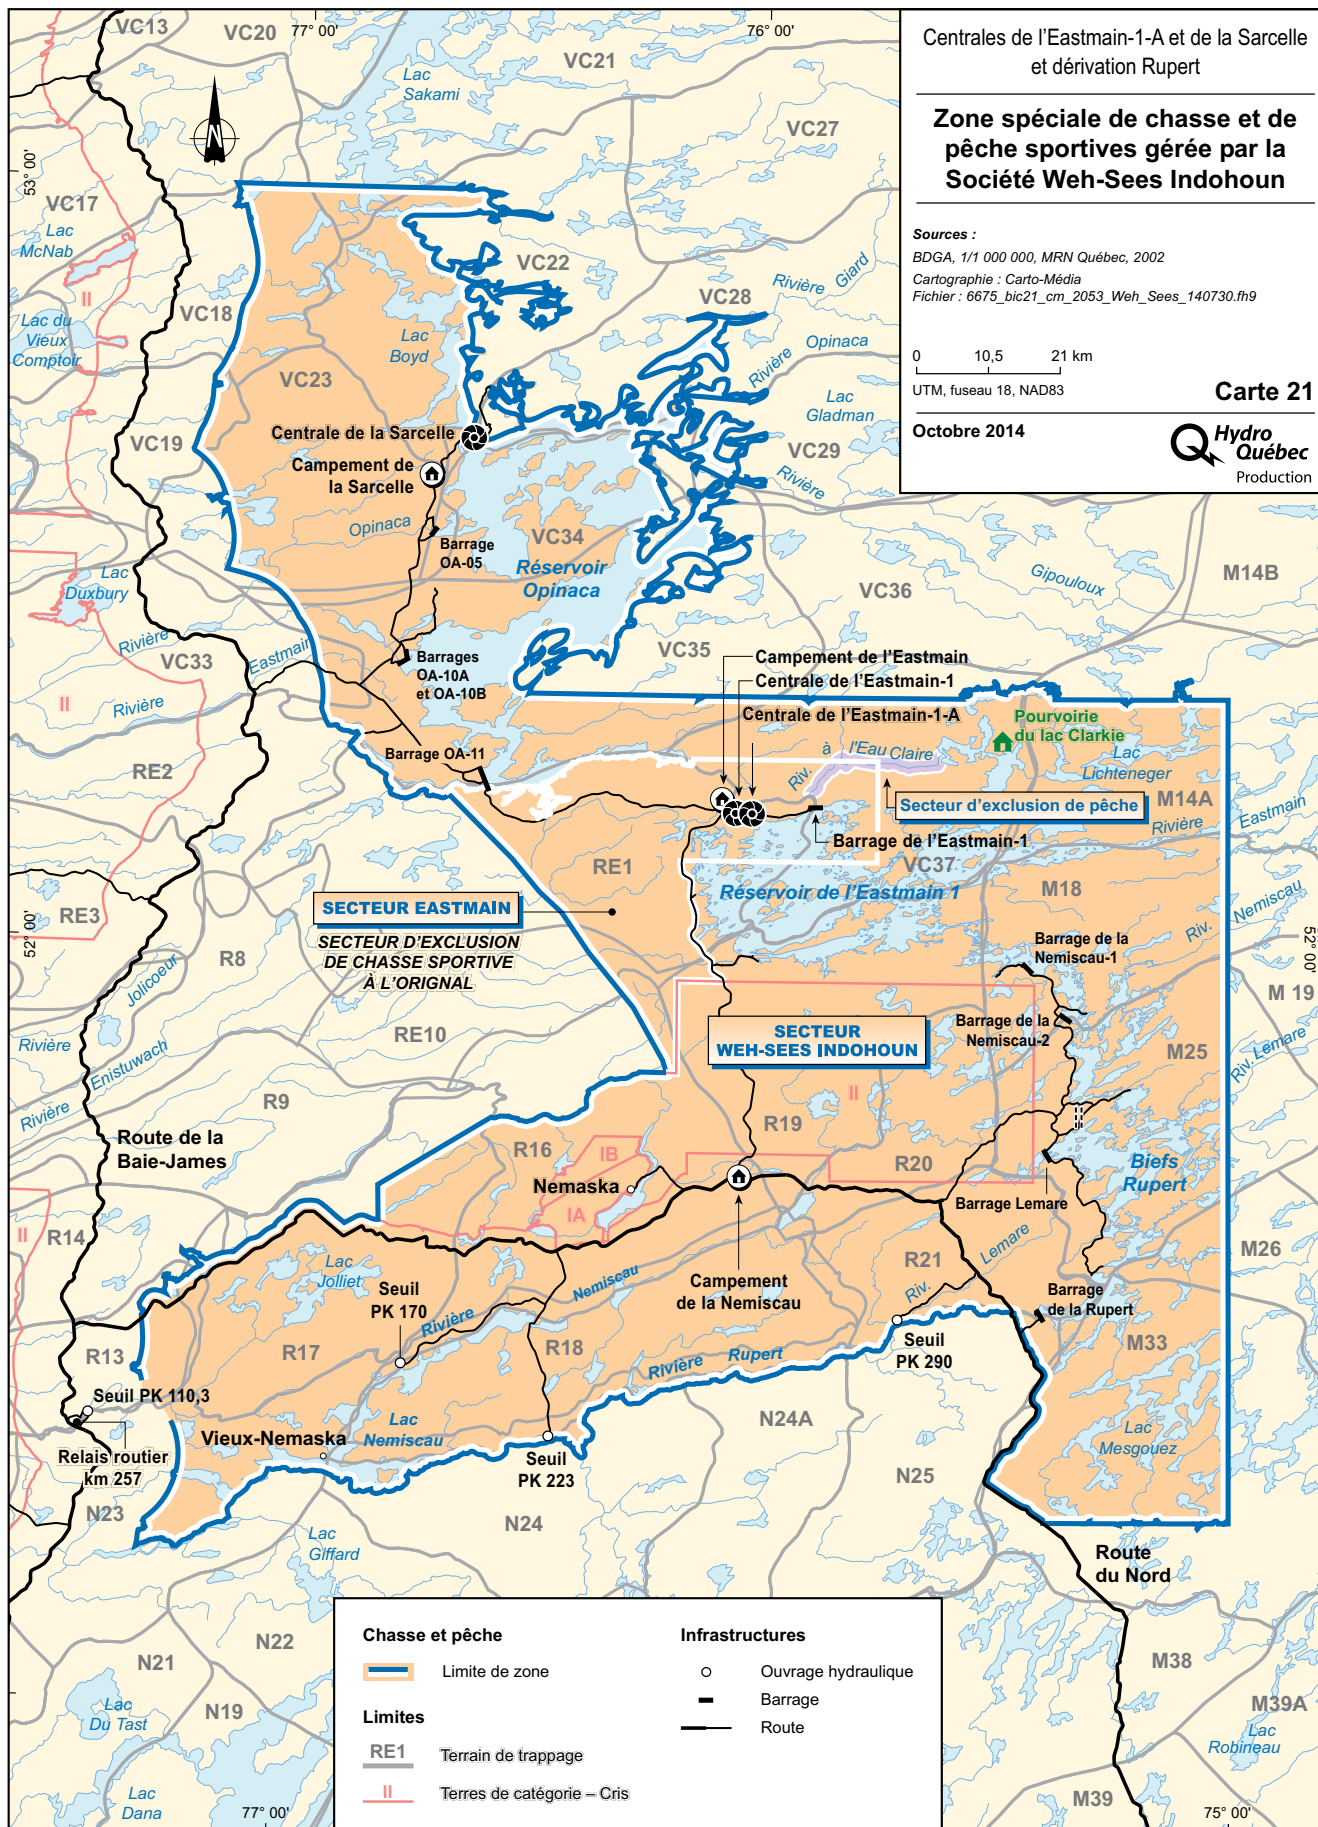 Centrales de l'Eastmain-1-A et de la Sarcelle
et dérivation Rupert
Zone spéciale de chasse et de
pêche sportives gérée par la
Société Weh-Sees Indohoun
Sources :
BDGA, 1/1 000 000, MRN Québec, 2002
Cartographie : Carto-Média
Fichier : 6675_bic21_cm_2053_Weh_Sees_140730.fh9
0 10,5 21 km
UTM, fuseau 18, NAD83
Carte 21
Octobre 2014
Hydro
Québec
Production
77° 00'
76° 00'
53° 00'
52° 00'
52° 00'
77° 00'
75° 00'
N
VC13
VC20
VC21
Lac
Sakami
VC27
VC17
Lac
McNab
II
VC22
Rivière Giard
VC28
VC18
Lac du
Vieux
Comptoir
Lac
Boyd
Rivière Opinaca
VC23
Lac
Gladman
VC19
Centrale de la Sarcelle
VC29
Rivière
Campement de
la Sarcelle
Opinaca
Barrage
OA-05
VC34
Réservoir
Opinaca
Lac
Duxbury
Gipouloux
M14B
VC36
Rivière
Eastmain
VC33
VC35
Barrages
OA-10A
et OA-10B
Campement de l'Eastmain
Centrale de l'Eastmain-1
Centrale de l'Eastmain-1-A
II
Rivière
Pourvoirie
du lac Clarkie
Barrage OA-11
Riv. à l'Eau Claire
Lac
Lichteneger
RE2
Secteur d'exclusion de pêche
M14A
Rivière Eastmain
Barrage de l'Eastmain-1
RE1
VC37
Réservoir de l'Eastmain 1
M18
RE3
SECTEUR EASTMAIN
SECTEUR D'EXCLUSION
DE CHASSE SPORTIVE
À L'ORIGNAL
Riv. Nemiscau
R8
Jolicoeur
Barrage de la
Nemiscau-1
M 19
Barrage de la
Nemiscau-2
RE10
Rivière
Enistuwach
SECTEUR
WEH-SEES INDOHOUN
M25
Riv. Lemare
Rivière
II
R9
R19
Route de la
Baie-James
R16
IB
Nemaska
IA
R20
Biefs
Rupert
Barrage Lemare
II
R14
M26
Lac
Jolliet
R21
Lemare
Riv.
Seuil
PK 170
Nemiscau
Rivière
Campement
de la Nemiscau
Barrage
de la Rupert
R13
R17
R18
Seuil
PK 290
M33
Rivière Rupert
Seuil PK 110,3
N24A
Lac
Nemiscau
Vieux-Nemaska
Lac
Mesgouez
Relais routier
km 257
Seuil
PK 223
N25
N23
N24
Lac
Giffard
Route
du Nord
N22
N21
N19
Lac
Du Tast
Lac
Dana
M38
M39A
Lac
Robineau
M39
Chasse et pêche
Limite de zone
Limites
RE1
Terrain de trappage
II
Terres de catégorie – Cris
Infrastructures
Ouvrage hydraulique
Barrage
Route